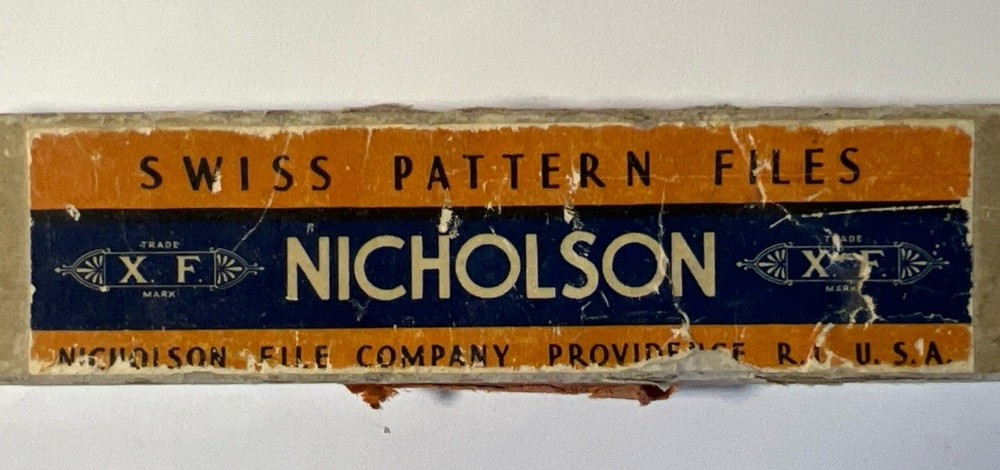 SWISS PATTERN FILES
TRADE
X. F.
MARK
NICHOLSON
TRADE
X. F.
MARK
NICHOLSON FILE COMPANY PROVIDENCE R.I. U.S.A.